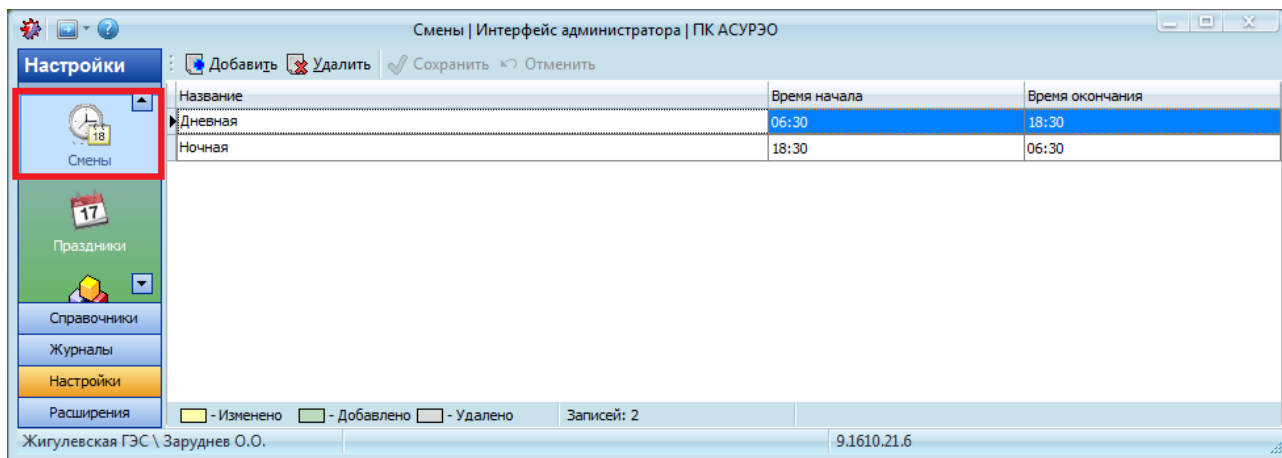 Смены | Интерфейс администратора | ПК АСУРЭО
Настройки
Добавить Удалить Сохранить Отменить
Название Время начала Время окончания
Дневная 06:30 18:30
Ночная 18:30 06:30
18
Смены
17
Праздники
Справочники
Журналы
Настройки
Расширения
- Изменено - Добавлено - Удалено Записей: 2
Жигулевская ГЭС \ Заруднев О.О. 9.1610.21.6